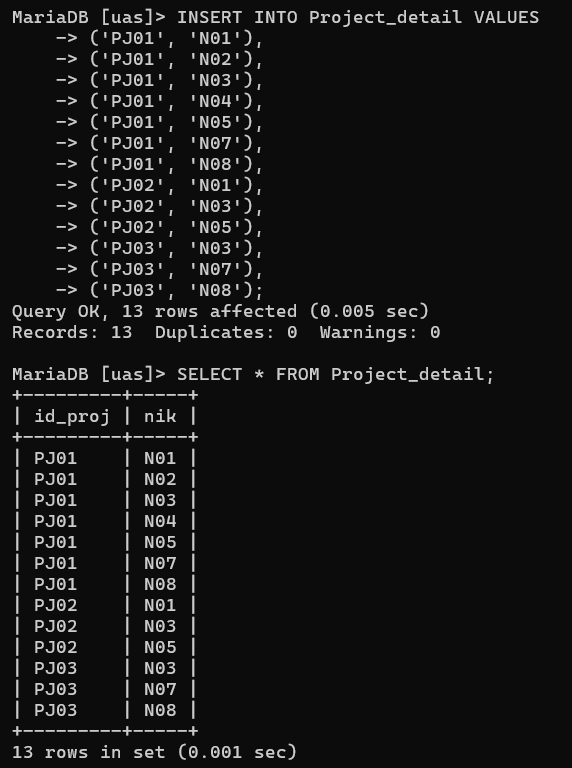 MariaDB [uas]> INSERT INTO Project_detail VALUES
    -> ('PJ01', 'N01'),
    -> ('PJ01', 'N02'),
    -> ('PJ01', 'N03'),
    -> ('PJ01', 'N04'),
    -> ('PJ01', 'N05'),
    -> ('PJ01', 'N07'),
    -> ('PJ01', 'N08'),
    -> ('PJ02', 'N01'),
    -> ('PJ02', 'N03'),
    -> ('PJ02', 'N05'),
    -> ('PJ03', 'N03'),
    -> ('PJ03', 'N07'),
    -> ('PJ03', 'N08');
Query OK, 13 rows affected (0.005 sec)
Records: 13  Duplicates: 0  Warnings: 0

MariaDB [uas]> SELECT * FROM Project_detail;
+---------+-----+
| id_proj | nik |
+---------+-----+
| PJ01    | N01 |
| PJ01    | N02 |
| PJ01    | N03 |
| PJ01    | N04 |
| PJ01    | N05 |
| PJ01    | N07 |
| PJ01    | N08 |
| PJ02    | N01 |
| PJ02    | N03 |
| PJ02    | N05 |
| PJ03    | N03 |
| PJ03    | N07 |
| PJ03    | N08 |
+---------+-----+
13 rows in set (0.001 sec)